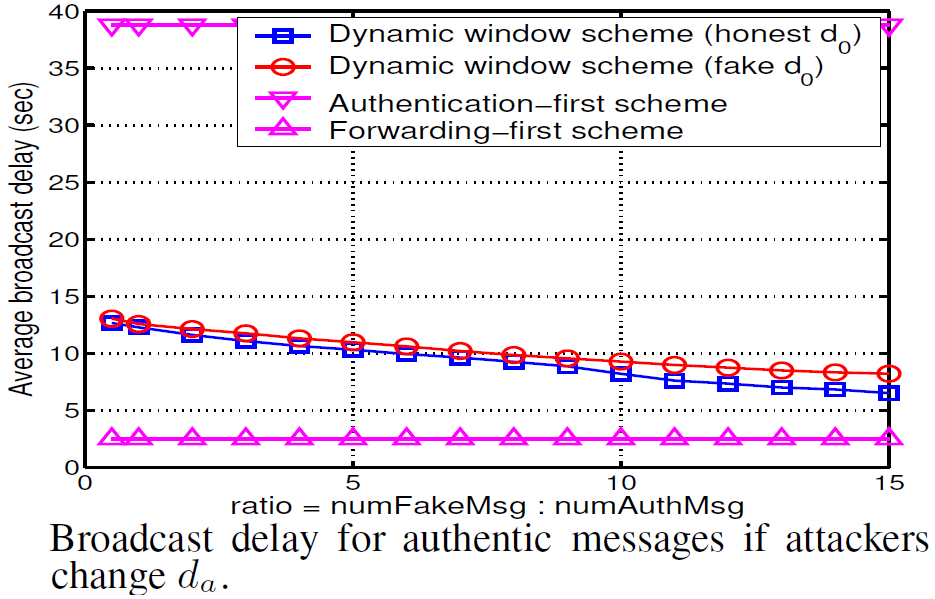 40
35
30
25
20
15
10
5
0
Average broadcast delay (sec)
Dynamic window scheme (honest d0)
Dynamic window scheme (fake d0)
Authentication−first scheme
Forwarding−first scheme
0 5 10 15
ratio = numFakeMsg : numAuthMsg
Broadcast delay for authentic messages if attackers
change da.